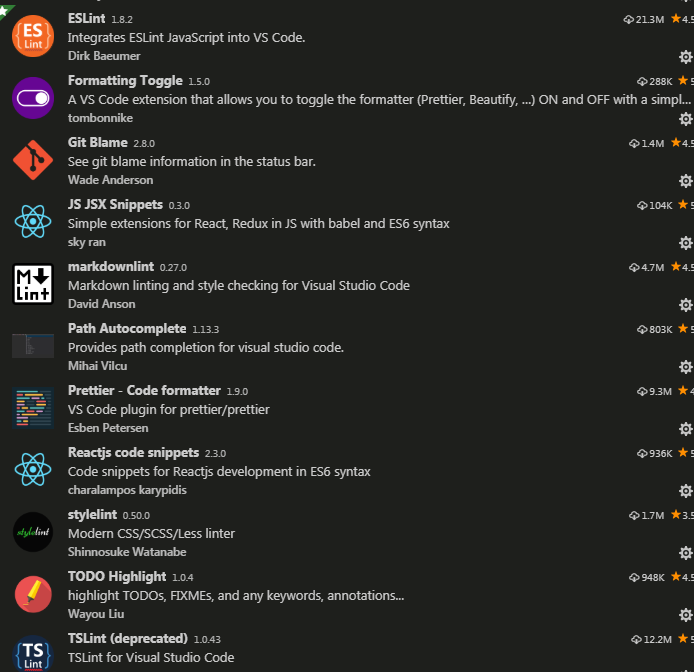 ES
Lint
ESLint 1.8.2 21.3M 4.5
Integrates ESLint JavaScript into VS Code.
Dirk Baeumer
Formatting Toggle 1.5.0 288K 5
A VS Code extension that allows you to toggle the formatter (Prettier, Beautify, ...) ON and OFF with a simpl...
tombonnike
Git Blame 2.8.0 1.4M 4.5
See git blame information in the status bar.
Wade Anderson
JS JSX Snippets 0.3.0 104K 5
Simple extensions for React, Redux in JS with babel and ES6 syntax
sky ran
M
Lint
markdownlint 0.27.0 4.7M 4.5
Markdown linting and style checking for Visual Studio Code
David Anson
Path Autocomplete 1.13.3 803K 5
Provides path completion for visual studio code.
Mihai Vilcu
Prettier - Code formatter 1.9.0 9.3M 4
VS Code plugin for prettier/prettier
Esben Petersen
Reactjs code snippets 2.3.0 936K 5
Code snippets for Reactjs development in ES6 syntax
charalampos karypidis
stylelint
stylelint 0.50.0 1.7M 3.5
Modern CSS/SCSS/Less linter
Shinnosuke Watanabe
TODO Highlight 1.0.4 948K 4.5
highlight TODOs, FIXMEs, and any keywords, annotations...
Wayou Liu
TS
Lint
TSLint (deprecated) 1.0.43 12.2M 5
TSLint for Visual Studio Code